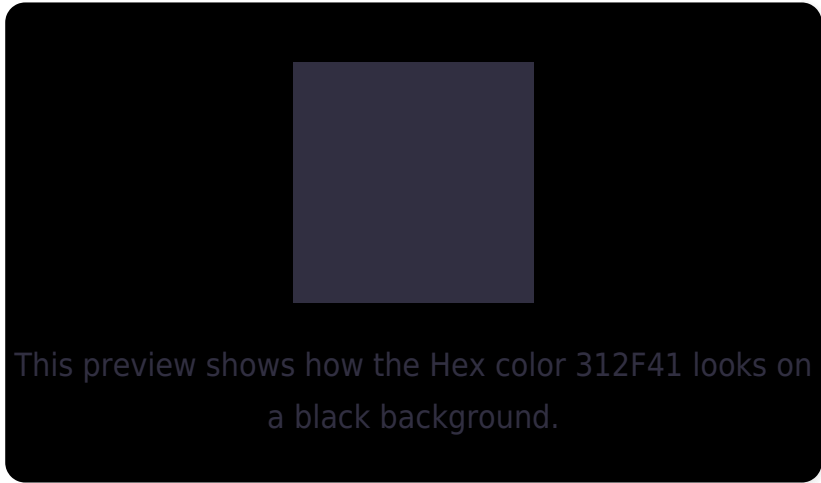 This preview shows how the Hex color 312F41 looks on
a black background.